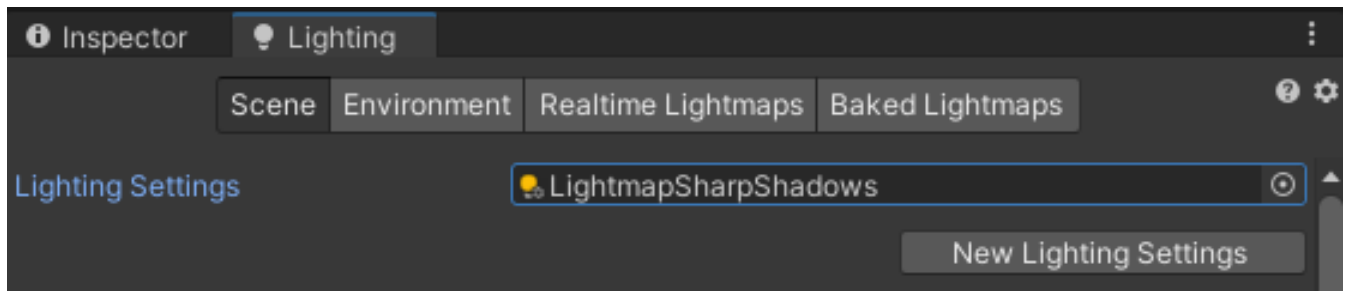 Inspector Lighting
Scene Environment Realtime Lightmaps Baked Lightmaps
Lighting Settings LightmapSharpShadows
New Lighting Settings